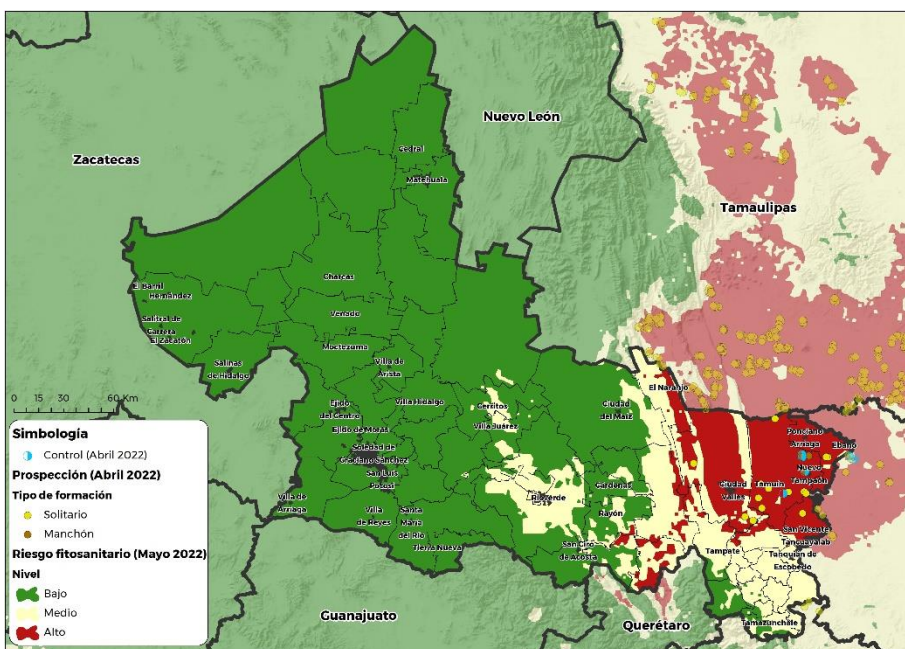 Nuevo León
Zacatecas
Cedral
Matehuala
Tamaulipas
Charcas
El Barril
Hernández
Salitral de
Carrera
El Zacatón
Venado
Moctezuma
Salinas
de Hidalgo
Villa de
Arista
El Naranjo
0 15 30 60 Km
Ejido
del Centro
Villa Hidalgo
Cerritos
Villa Juárez
Ciudad
del Maíz
Ejido de Morás
Soledad de
Graciano Sánchez
San Luis
Potosí
Ponciano
Arriaga
Ebano
Nuevo
Tampaón
Cárdenas
Ciudad
Valles
Tamuín
Villa de
Arriaga
Villa
de Reyes
Santa
María
del Río
Rioverde
Rayón
San Vicente
Tancuayalab
Tierra Nueva
San Ciro
de Acosta
Tampate
Tanquián de
Escobedo
Guanajuato
Querétaro
Tamazunchale
Simbología
Control (Abril 2022)
Prospección (Abril 2022)
Tipo de formación
Solitario
Manchón
Riesgo fitosanitario (Mayo 2022)
Nivel
Bajo
Medio
Alto